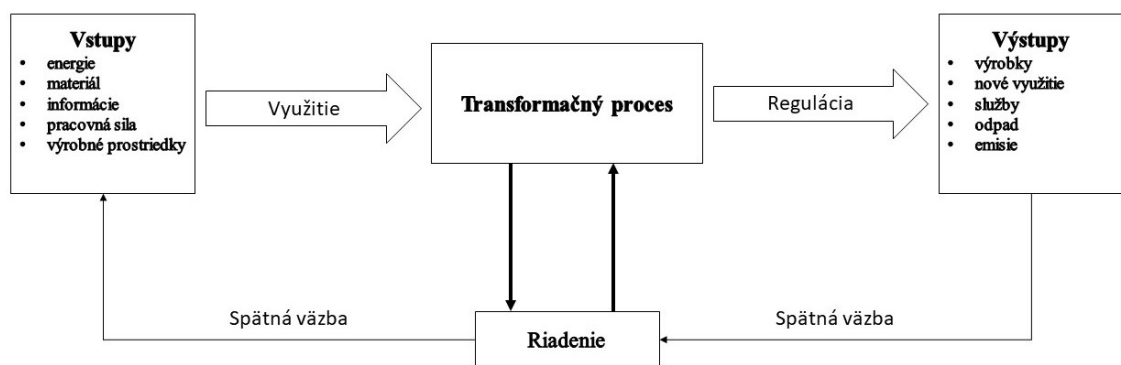 Vstupy
• energie
• materiál
• informácie
• pracovná sila
• výrobné prostriedky
Využitie
Transformačný proces
Regulácia
Výstupy
• výrobky
• nové využitie
• služby
• odpad
• emisie
Spätná väzba
Riadenie
Spätná väzba